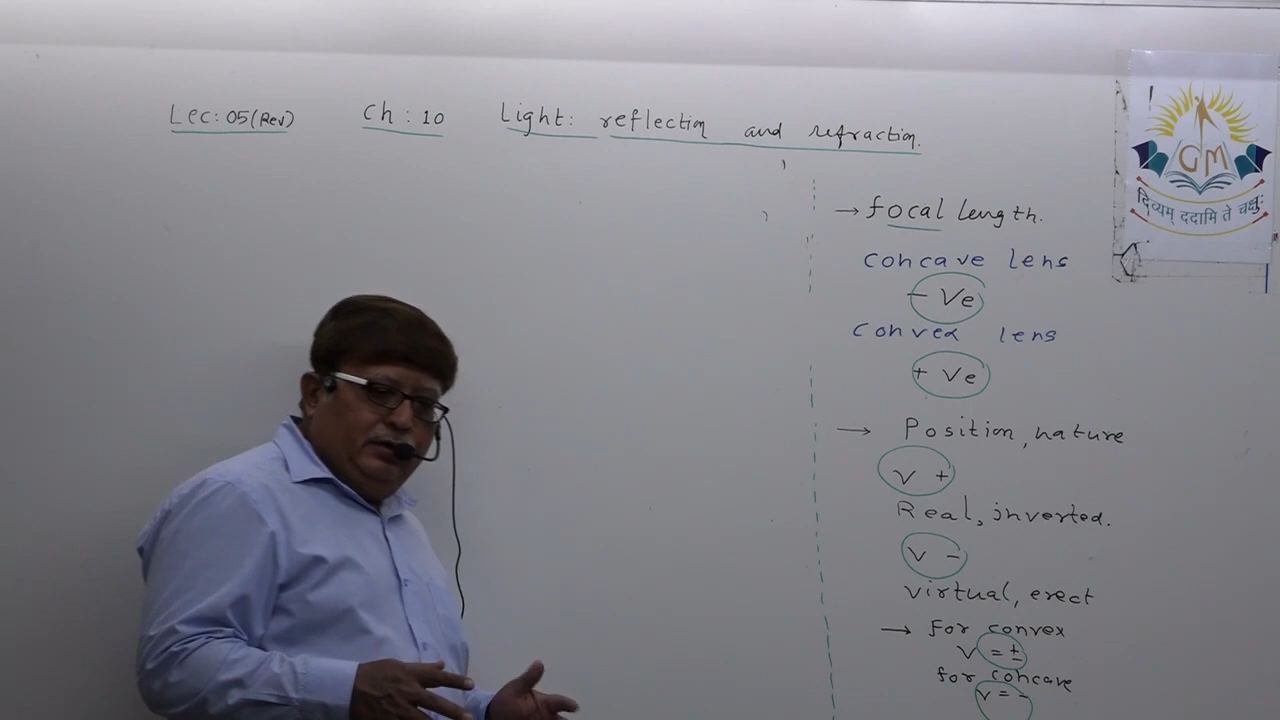 Lec: 05(Rev) Ch: 10 Light: reflection and refraction.
→ focal length.
concave lens
- Ve
convex lens
+ Ve
→ Position, nature
v +
Real, inverted.
v -
virtual, erect
→ for convex
v = ±
for concave
v = -
GM
दिव्यम् ददामि ते चक्षुः